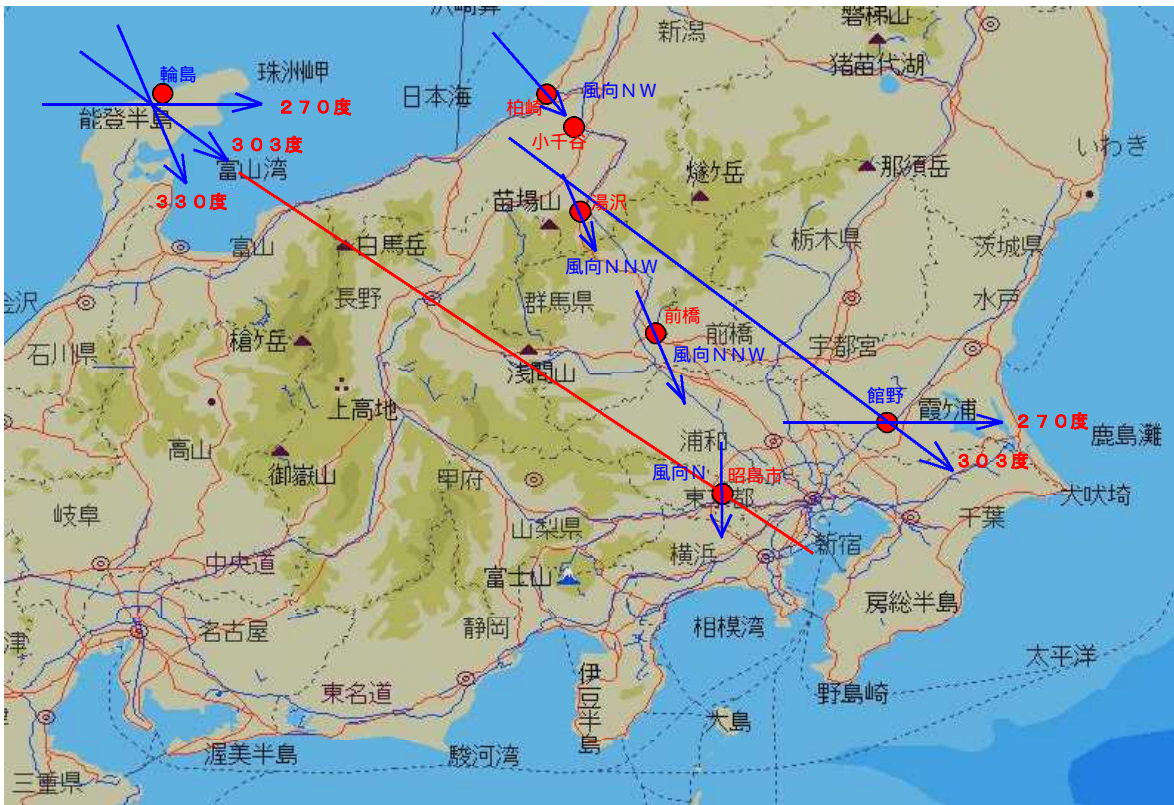 磐梯山
新潟
猪苗代湖
輪島
珠洲岬
日本海
柏崎
風向NW
270度
能登半島
小千谷
303度
富山湾
いわき
燧ヶ岳
那須岳
330度
苗場山
湯沢
富山
白馬岳
栃木県
茨城県
風向NNW
長野
群馬県
水戸
前橋
前橋
宇都宮
石川県
槍ヶ岳
風向NNW
浅間山
館野
霞ヶ浦
上高地
270度
鹿島灘
高山
浦和
御嶽山
甲府
風向N
昭島市
303度
犬吠埼
岐阜
山梨県
千葉
中央道
横浜
新宿
富士山
房総半島
名古屋
静岡
相模湾
太平洋
東名道
伊豆半島
大島
野島崎
渥美半島
駿河湾
三重県